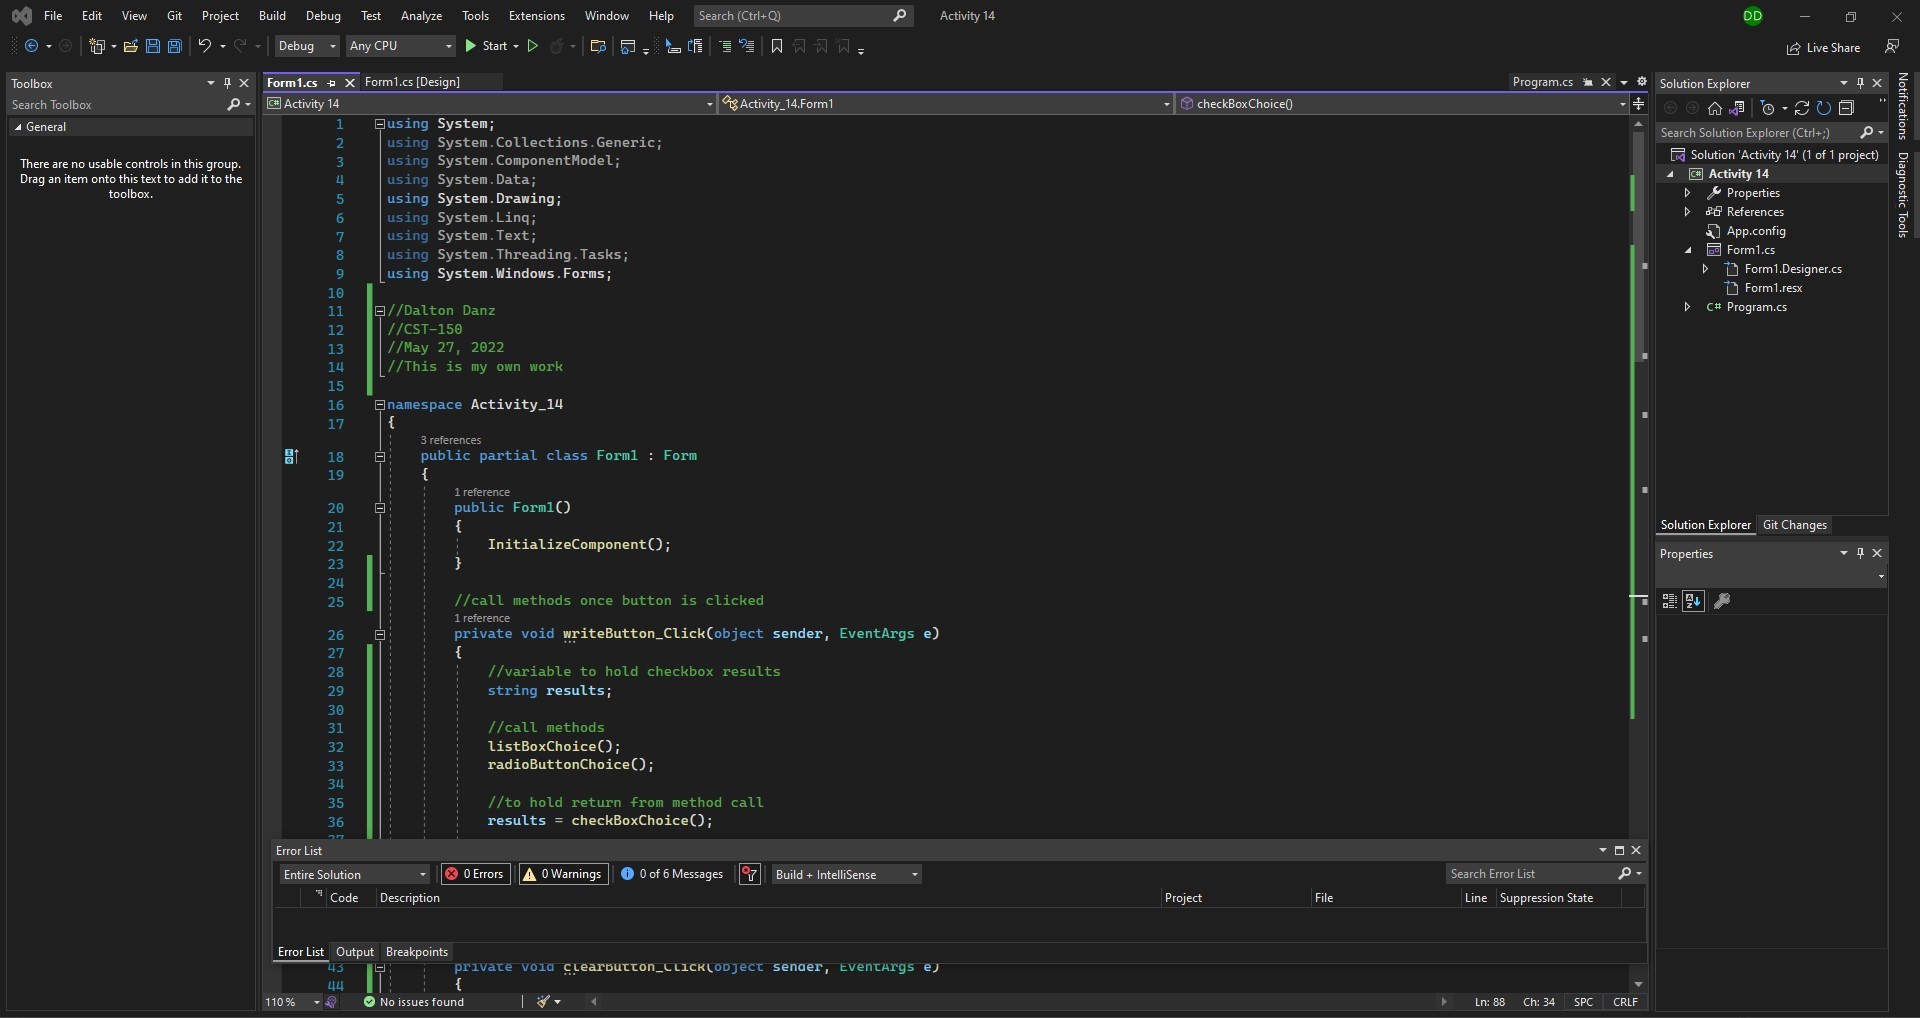 File Edit View Git Project Build Debug Test Analyze Tools Extensions Window Help Search (Ctrl+Q) Activity 14 DD
Debug Any CPU Start Live Share
Toolbox
Search Toolbox
General
There are no usable controls in this group.
Drag an item onto this text to add it to the
toolbox.
Form1.cs Form1.cs [Design] Program.cs
Activity 14 Activity_14.Form1 checkBoxChoice()
1 using System;
2 using System.Collections.Generic;
3 using System.ComponentModel;
4 using System.Data;
5 using System.Drawing;
6 using System.Linq;
7 using System.Text;
8 using System.Threading.Tasks;
9 using System.Windows.Forms;
10
11 //Dalton Danz
12 //CST-150
13 //May 27, 2022
14 //This is my own work
15
16 namespace Activity_14
17 {
3 references
18 public partial class Form1 : Form
19 {
1 reference
20 public Form1()
21 {
22 InitializeComponent();
23 }
24
25 //call methods once button is clicked
1 reference
26 private void writeButton_Click(object sender, EventArgs e)
27 {
28 //variable to hold checkbox results
29 string results;
30
31 //call methods
32 listBoxChoice();
33 radioButtonChoice();
34
35 //to hold return from method call
36 results = checkBoxChoice();
37
Error List
Entire Solution 0 Errors 0 Warnings 0 of 6 Messages Build + IntelliSense Search Error List
Code Description Project File Line Suppression State
Error List Output Breakpoints
43 private void clearButton_Click(object sender, EventArgs e)
44 {
110 % No issues found Ln: 88 Ch: 34 SPC CRLF
Solution Explorer
Search Solution Explorer (Ctrl+;)
Solution 'Activity 14' (1 of 1 project)
C# Activity 14
Properties
References
App.config
Form1.cs
Form1.Designer.cs
Form1.resx
C# Program.cs
Solution Explorer Git Changes
Properties
Notifications
Diagnostic Tools